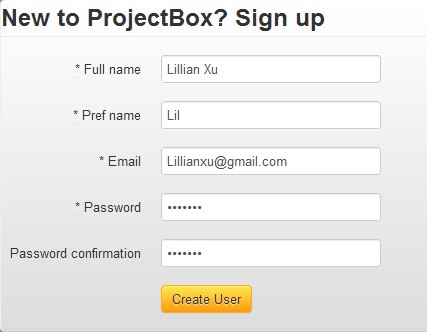 New to ProjectBox? Sign up
* Full name Lillian Xu
* Pref name Lil
* Email Lillianxu@gmail.com
* Password •••••••
Password confirmation •••••••
Create User